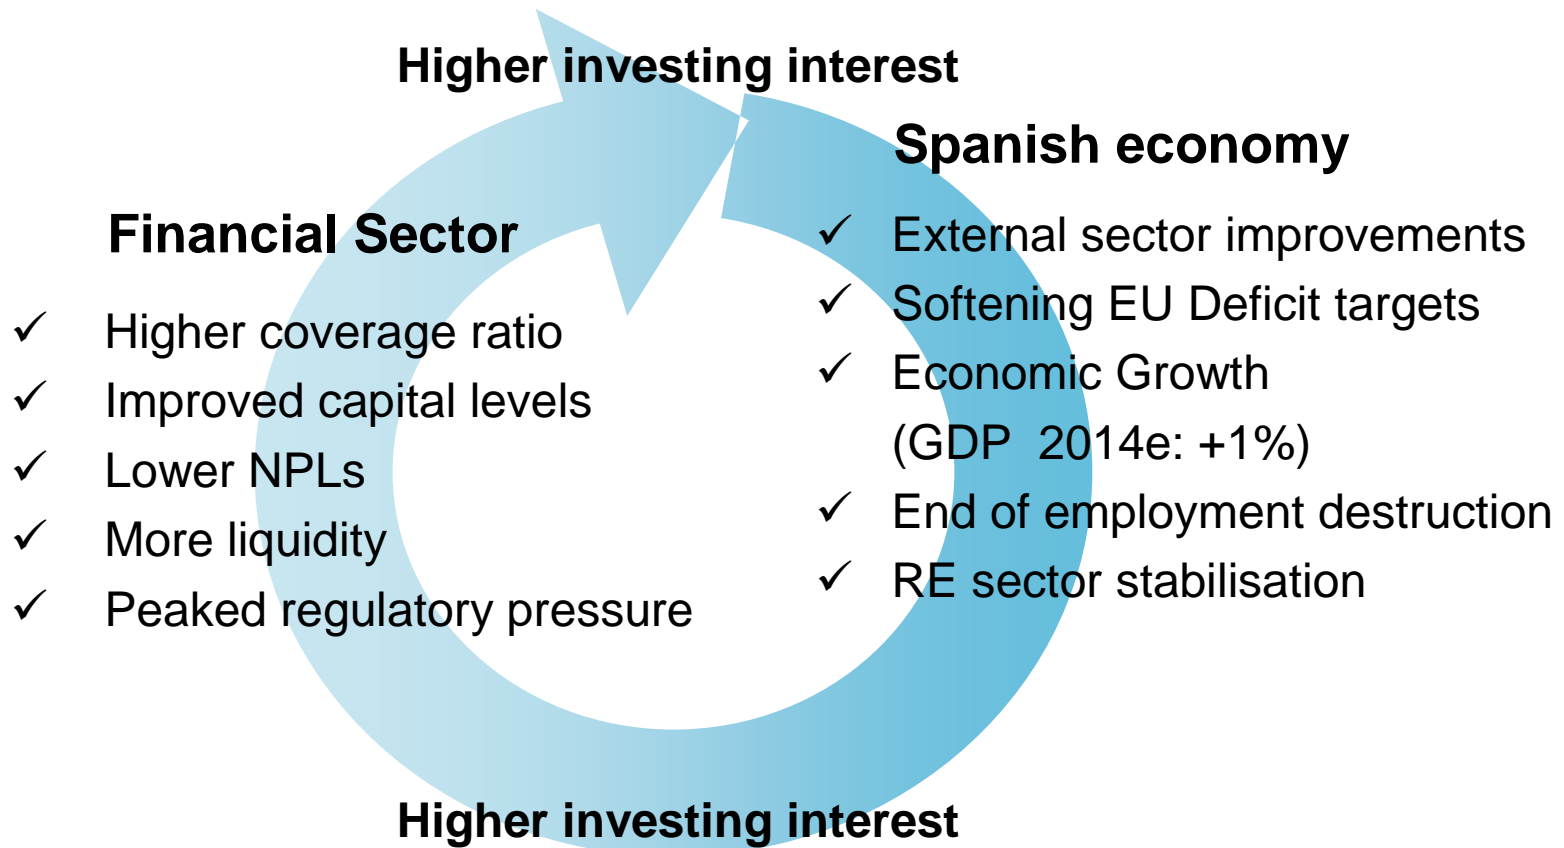 Higher investing interest
Financial Sector
✓ Higher coverage ratio
✓ Improved capital levels
✓ Lower NPLs
✓ More liquidity
✓ Peaked regulatory pressure
Spanish economy
✓ External sector improvements
✓ Softening EU Deficit targets
✓ Economic Growth
(GDP 2014e: +1%)
✓ End of employment destruction
✓ RE sector stabilisation
Higher investing interest